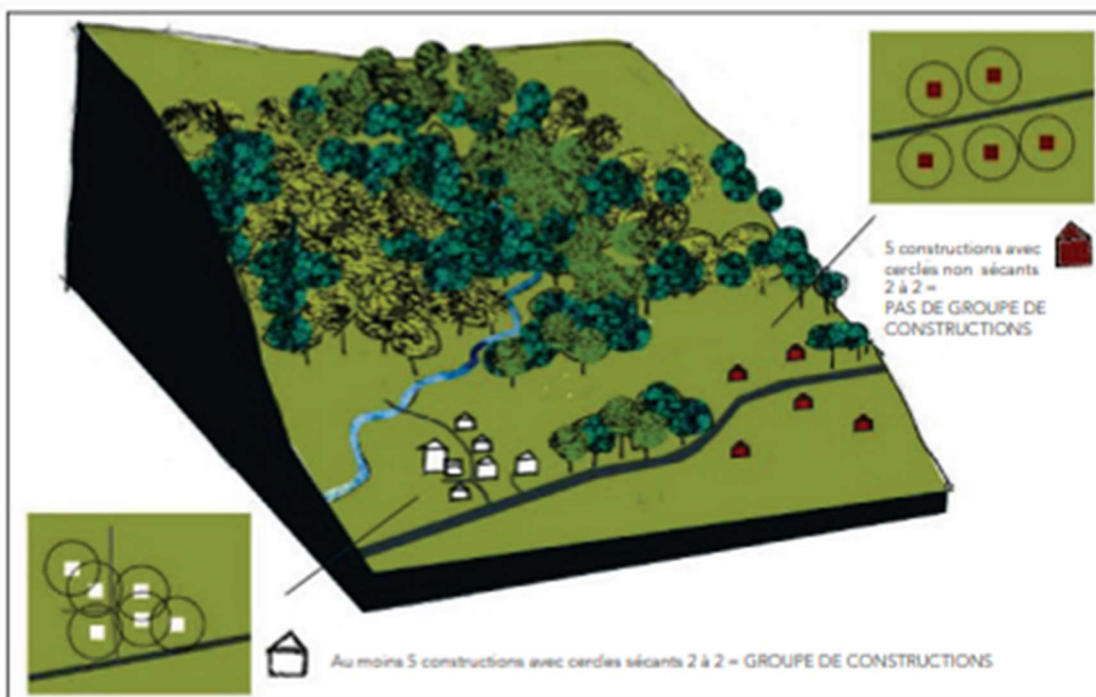 5 constructions avec
cercles non sécants
2 à 2 =
PAS DE GROUPE DE
CONSTRUCTIONS
Au moins 5 constructions avec cercles sécants 2 à 2 = GROUPE DE CONSTRUCTIONS